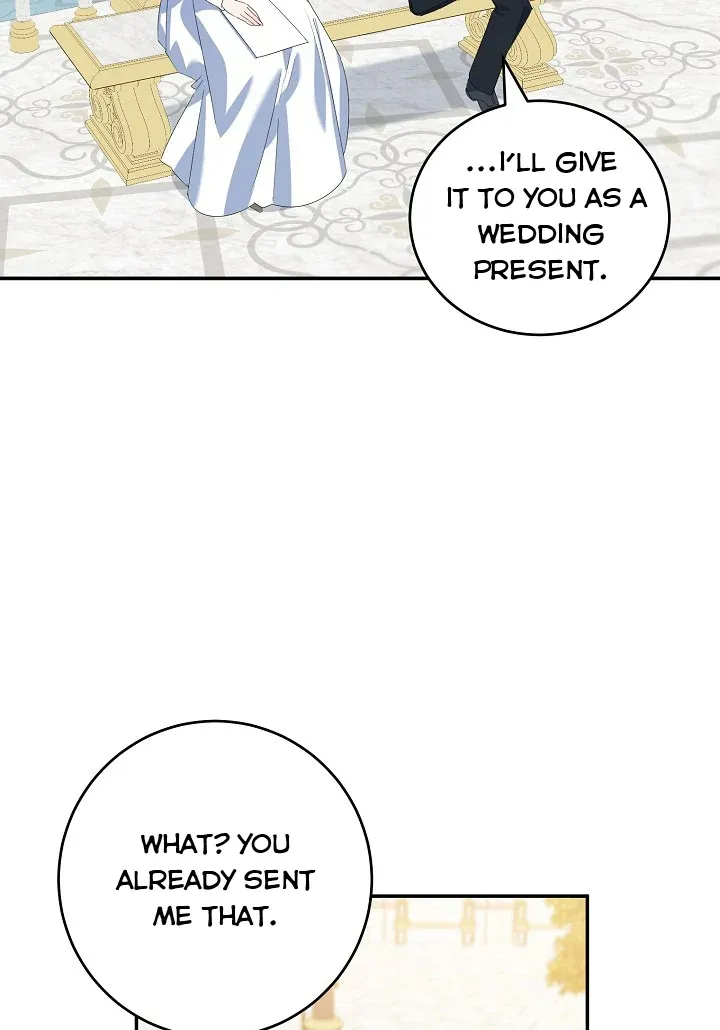 ...I'LL GIVE
IT TO YOU AS A
WEDDING
PRESENT.
WHAT? YOU
ALREADY SENT
ME THAT.